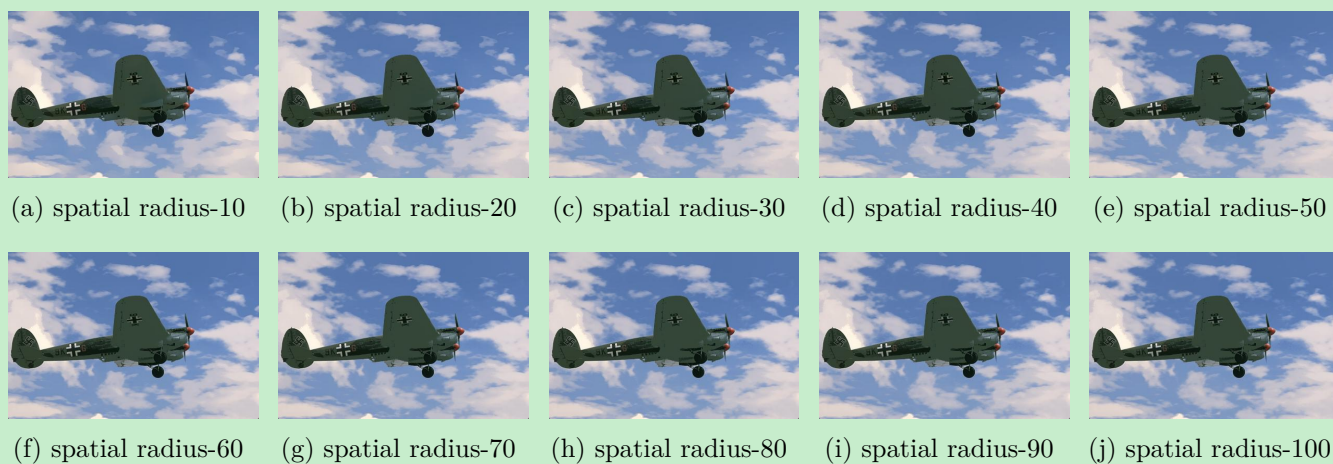 (a) spatial radius-10 (b) spatial radius-20 (c) spatial radius-30 (d) spatial radius-40 (e) spatial radius-50
(f) spatial radius-60 (g) spatial radius-70 (h) spatial radius-80 (i) spatial radius-90 (j) spatial radius-100